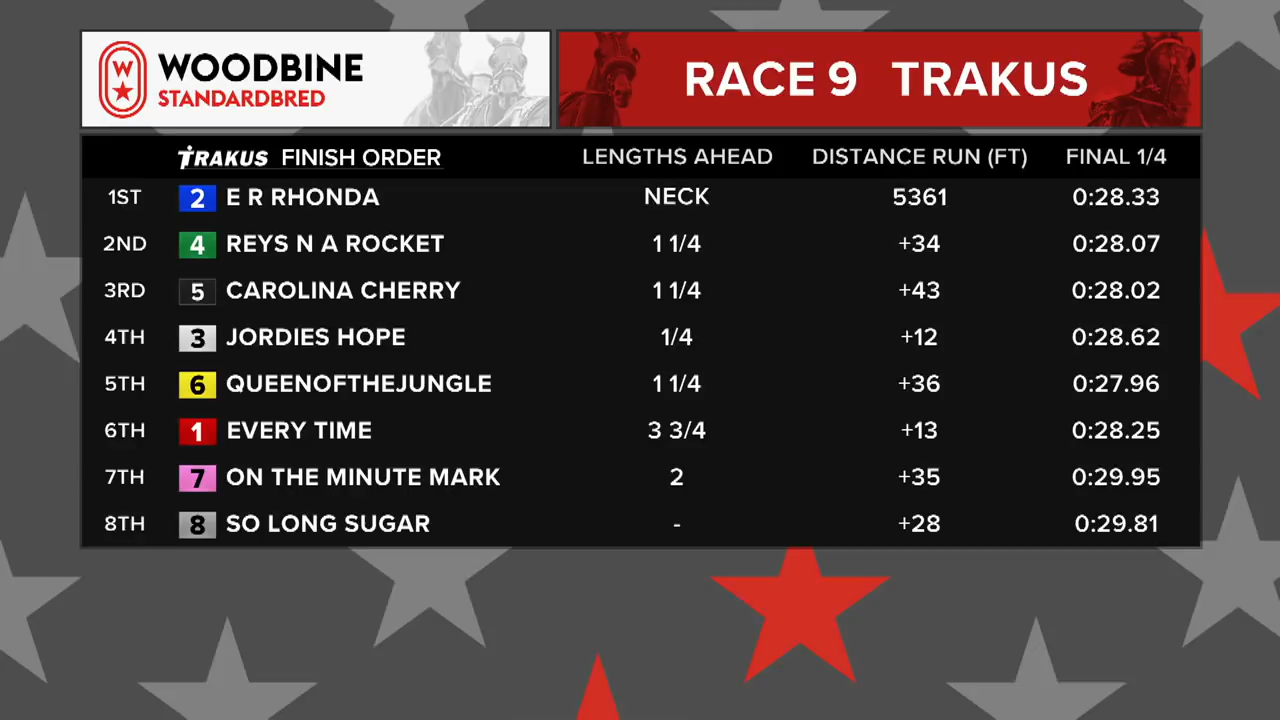 W WOODBINE
STANDARDBRED
RACE 9 TRAKUS
TRAKUS FINISH ORDER LENGTHS AHEAD DISTANCE RUN (FT) FINAL 1/4
1ST 2 E R RHONDA NECK 5361 0:28.33
2ND 4 REYS N A ROCKET 1 1/4 +34 0:28.07
3RD 5 CAROLINA CHERRY 1 1/4 +43 0:28.02
4TH 3 JORDIES HOPE 1/4 +12 0:28.62
5TH 6 QUEENOFTHEJUNGLE 1 1/4 +36 0:27.96
6TH 1 EVERY TIME 3 3/4 +13 0:28.25
7TH 7 ON THE MINUTE MARK 2 +35 0:29.95
8TH 8 SO LONG SUGAR - +28 0:29.81